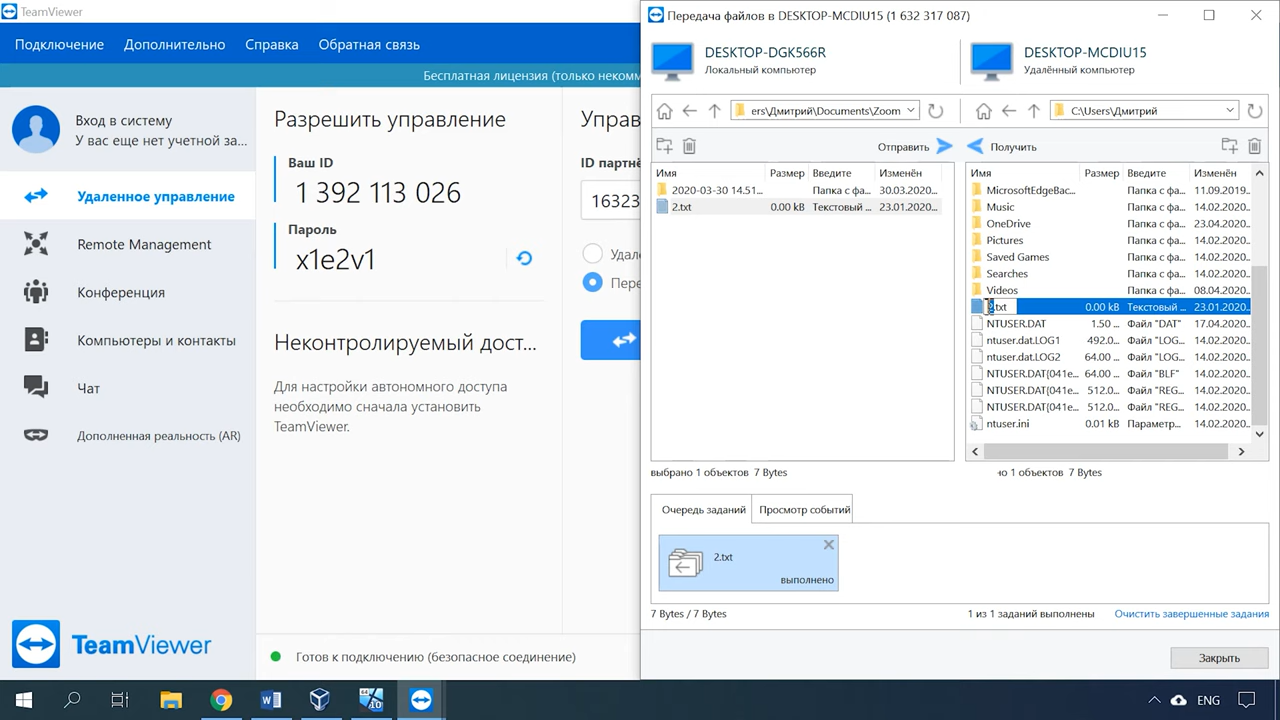 TeamViewer
Подключение Дополнительно Справка Обратная связь
Бесплатная лицензия (только неком
Вход в систему
У вас еще нет учетной за...
Удаленное управление
Remote Management
Конференция
Компьютеры и контакты
Чат
Дополненная реальность (AR)
TeamViewer
Разрешить управление
Ваш ID
1 392 113 026
Пароль
x1e2v1
Неконтролируемый дост...
Для настройки автономного доступа
необходимо сначала установить
TeamViewer.
Готов к подключению (безопасное соединение)
Управ
ID партнё
16323
Удал
Пере
Передача файлов в DESKTOP-MCDIU15 (1 632 317 087)
DESKTOP-DGK566R
Локальный компьютер
DESKTOP-MCDIU15
Удалённый компьютер
ers\Дмитрий\Documents\Zoom
C:\Users\Дмитрий
Отправить
Получить
Имя Размер Введите Изменён
2020-03-30 14.51... Папка с фа... 30.03.2020...
2.txt 0.00 kB Текстовый ... 23.01.2020...
Имя Размер Введите Изменён
MicrosoftEdgeBac... Папка с фа... 11.09.2019...
Music Папка с фа... 14.02.2020...
OneDrive Папка с фа... 23.04.2020...
Pictures Папка с фа... 14.02.2020...
Saved Games Папка с фа... 14.02.2020...
Searches Папка с фа... 14.02.2020...
Videos Папка с фа... 08.04.2020...
.txt 0.00 kB Текстовый ... 23.01.2020...
NTUSER.DAT 1.50 ... Файл "DAT" 17.04.2020...
ntuser.dat.LOG1 492.0... Файл "LOG... 14.02.2020...
ntuser.dat.LOG2 64.00 ... Файл "LOG... 14.02.2020...
NTUSER.DAT{041e... 64.00 ... Файл "BLF" 14.02.2020...
NTUSER.DAT{041e... 512.0... Файл "REG... 14.02.2020...
NTUSER.DAT{041e... 512.0... Файл "REG... 14.02.2020...
ntuser.ini 0.01 kB Параметр... 14.02.2020...
выбрано 1 объектов 7 Bytes
но 1 объектов 7 Bytes
Очередь заданий Просмотр событий
2.txt
выполнено
7 Bytes / 7 Bytes
1 из 1 заданий выполнены Очистить завершенные задания
Закрыть
ENG